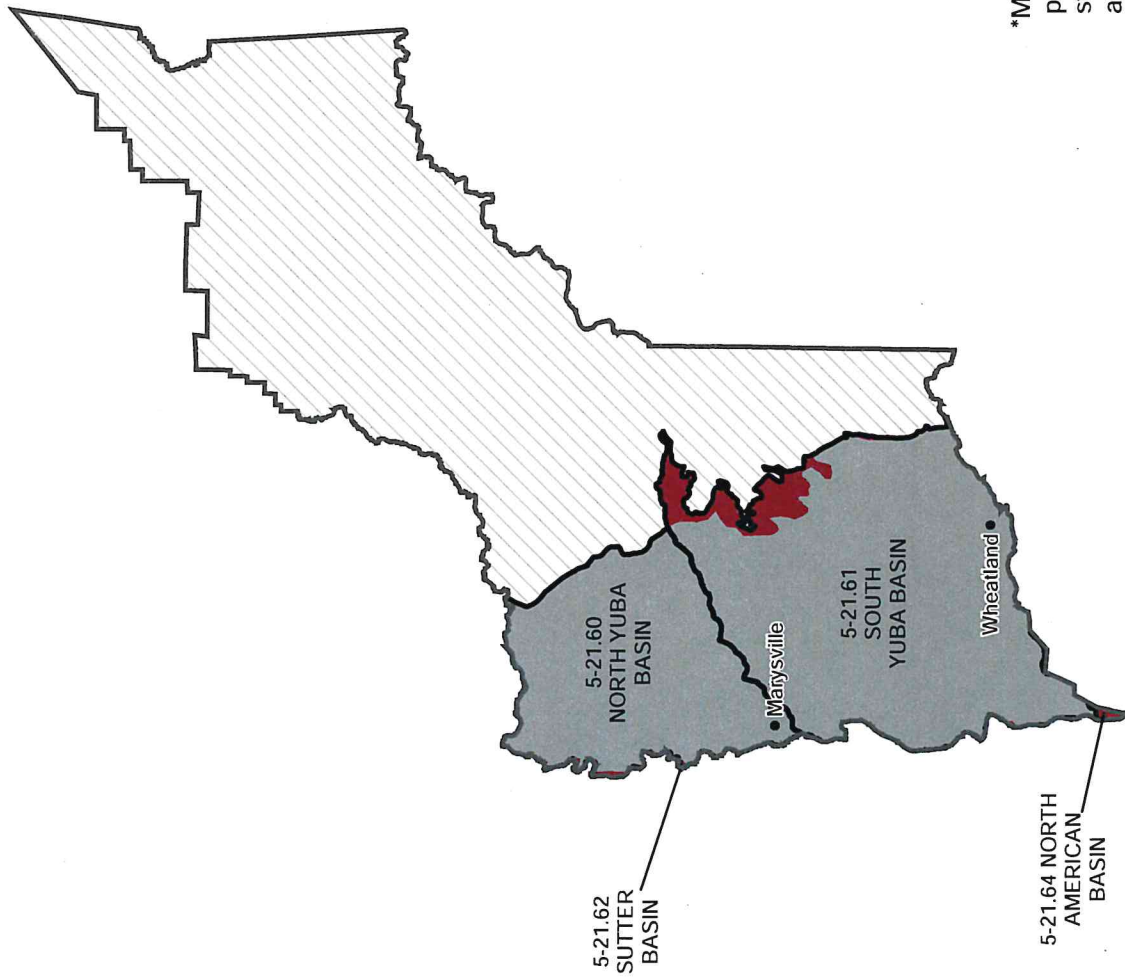 *M
p
s
a
5-21.60
NORTH YUBA
BASIN
Marysville
5-21.61
SOUTH
YUBA BASIN
Wheatland
5-21.62
SUTTER
BASIN
5-21.64 NORTH
AMERICAN
BASIN